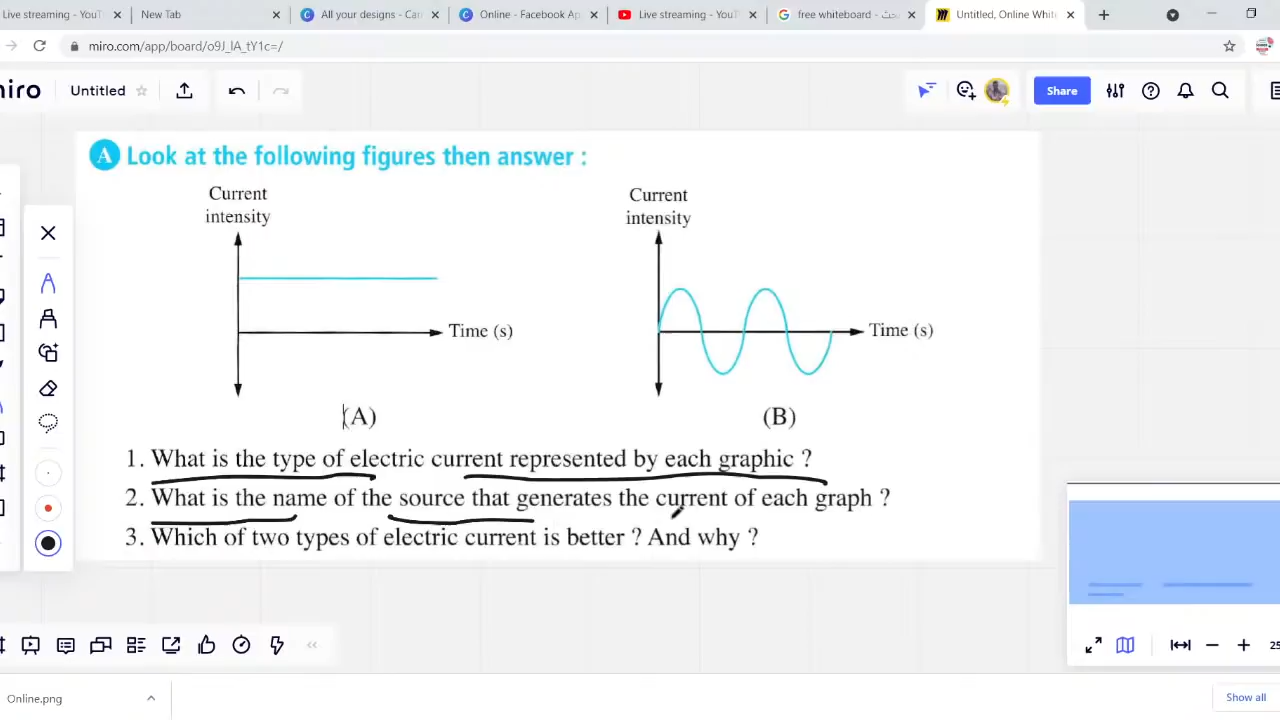 Live streaming - YouT
New Tab
All your designs - Can
Online - Facebook Ap
Live streaming - YouT
free whiteboard - بحث
Untitled, Online Whit
miro.com/app/board/o9J_lA_tY1c=/
miro
Untitled
Share
A Look at the following figures then answer :
Current
intensity
Time (s)
(A)
Current
intensity
Time (s)
(B)
1. What is the type of electric current represented by each graphic ?
2. What is the name of the source that generates the current of each graph ?
3. Which of two types of electric current is better ? And why ?
25
Online.png
Show all